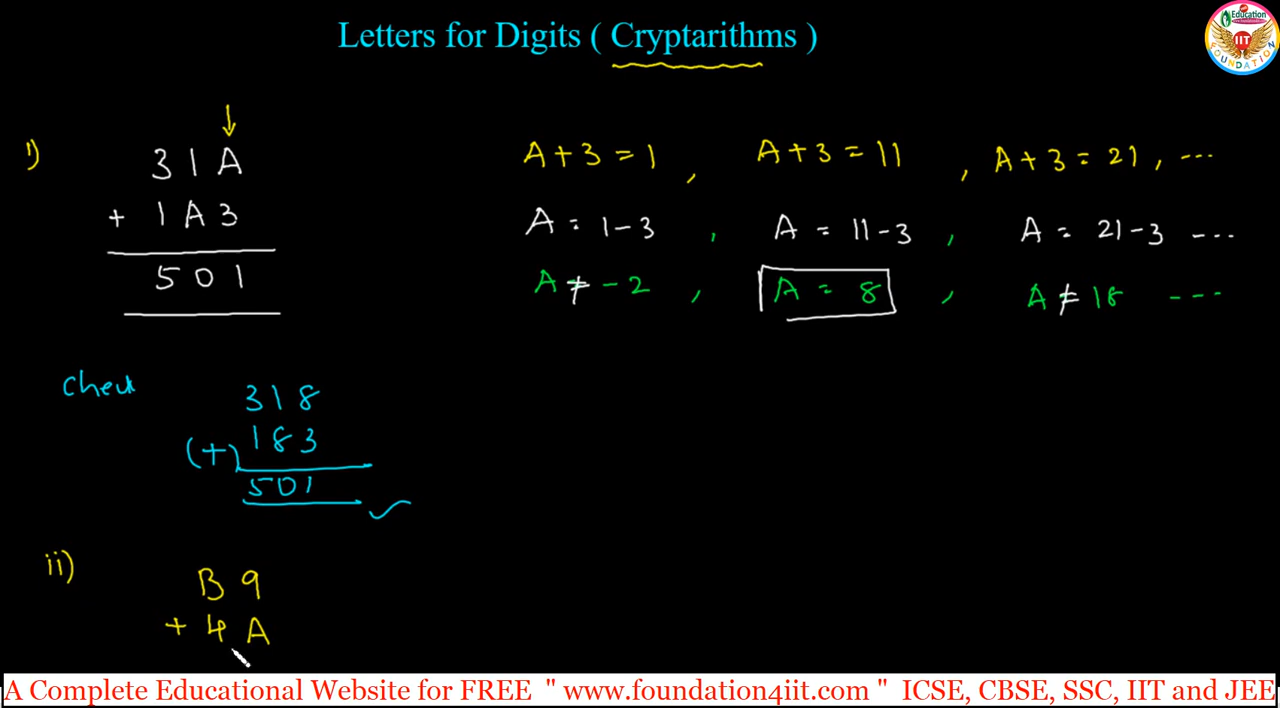 Letters for Digits ( Cryptarithms )
Education
IIT
FOUNDATION
i)
3 1 A
+ 1 A 3
5 0 1
A + 3 = 1 , A + 3 = 11 , A + 3 = 21 , ...
A = 1 - 3 , A = 11 - 3 , A = 21 - 3 ...
A ≠ - 2 , A = 8 , A ≠ 18 ---
Check
3 1 8
(+) 1 8 3
5 0 1
ii)
B 9
+ 4 A
A Complete Educational Website for FREE " www.foundation4iit.com " ICSE, CBSE, SSC, IIT and JEE